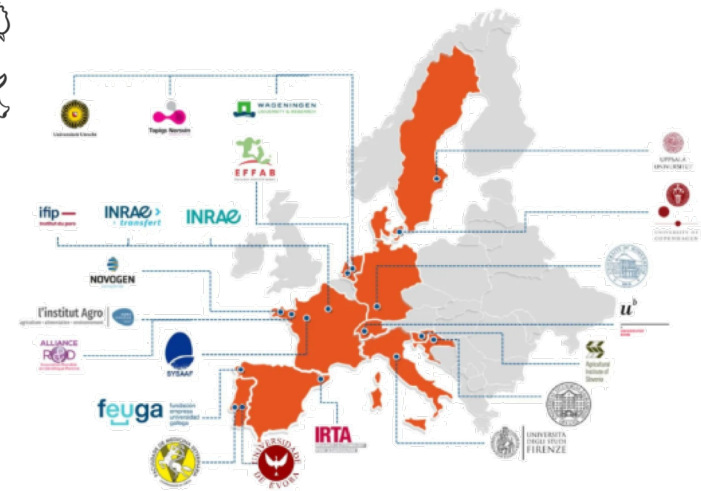 Universiteit Utrecht
Topigs Norsvin
WAGENINGEN
UNIVERSITY & RESEARCH
EFFAB
UPPSALA
UNIVERSITET
ifip
Institut du porc
INRAE
transfert
INRAE
UNIVERSITY OF
COPENHAGEN
NOVOGEN
l'institut Agro
agriculture • alimentation • environnement
u
b
ALLIANCE
R&D
SYSAAF
Agricultural
Institute of
Slovenia
feuga
fundación
empresa
universidad
gallega
IRTA
UNIVERSITÀ
DEGLI STUDI
FIRENZE
UNIVERSIDADE
DE ÉVORA